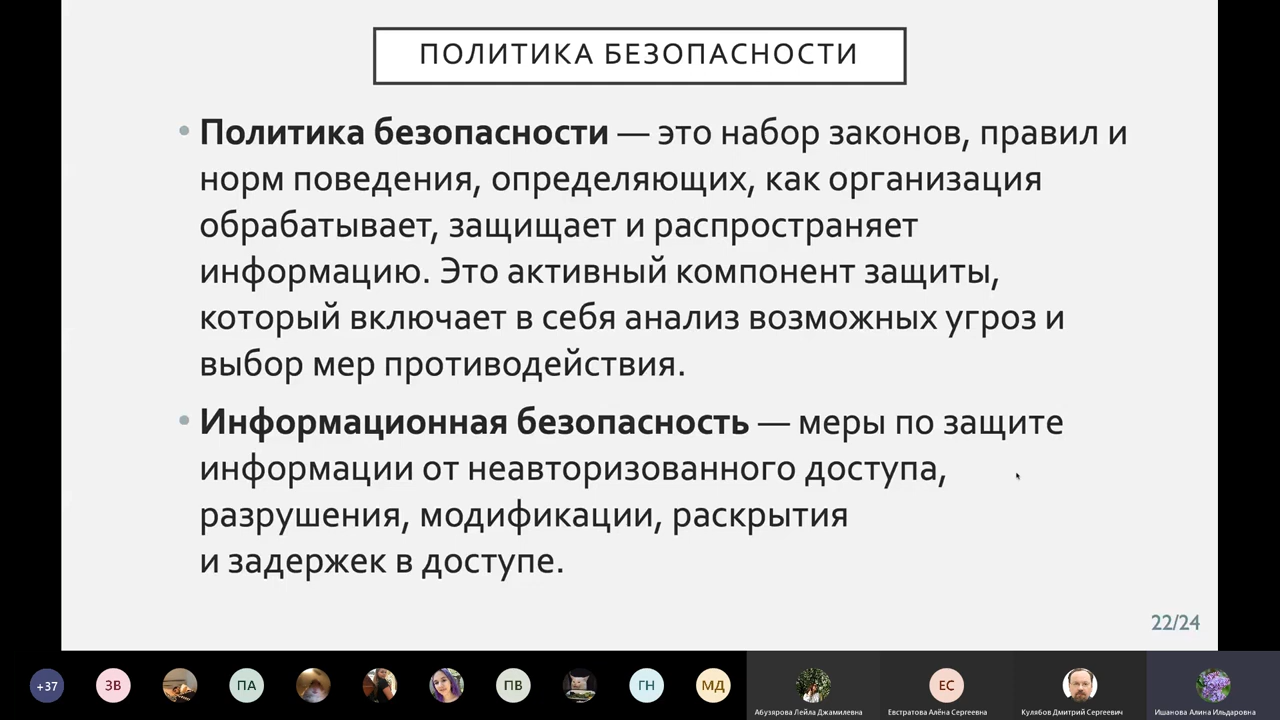 ПОЛИТИКА БЕЗОПАСНОСТИ
• Политика безопасности — это набор законов, правил и
норм поведения, определяющих, как организация
обрабатывает, защищает и распространяет
информацию. Это активный компонент защиты,
который включает в себя анализ возможных угроз и
выбор мер противодействия.
• Информационная безопасность — меры по защите
информации от неавторизованного доступа,
разрушения, модификации, раскрытия
и задержек в доступе.
22/24
+37 ЗВ ПА ПВ ГН МД ЕС
Абузярова Лейла Джамилевна Евстратова Алёна Сергеевна Кулябов Дмитрий Сергеевич Ишанова Алина Ильдаровна